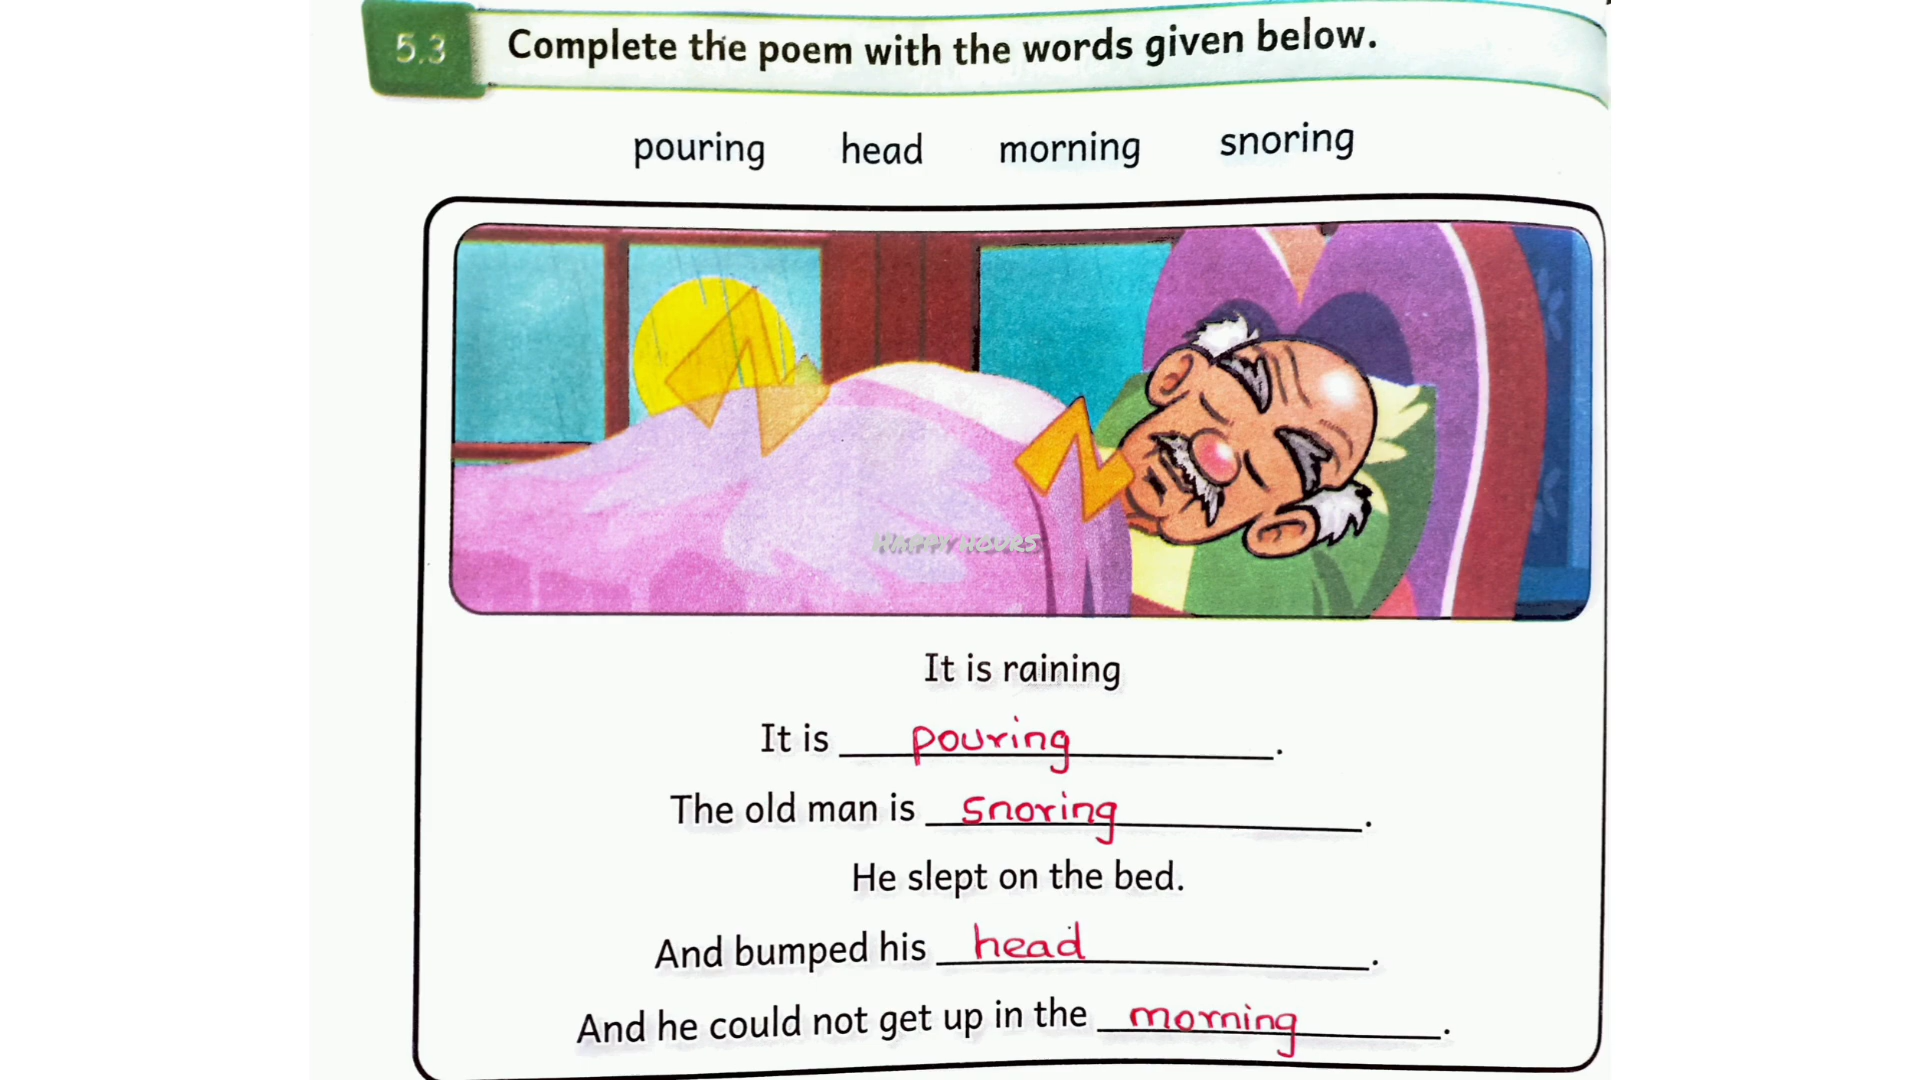 5.3 Complete the poem with the words given below.
pouring head morning snoring
HAPPY HOURS
It is raining
It is pouring.
The old man is snoring.
He slept on the bed.
And bumped his head.
And he could not get up in the morning.